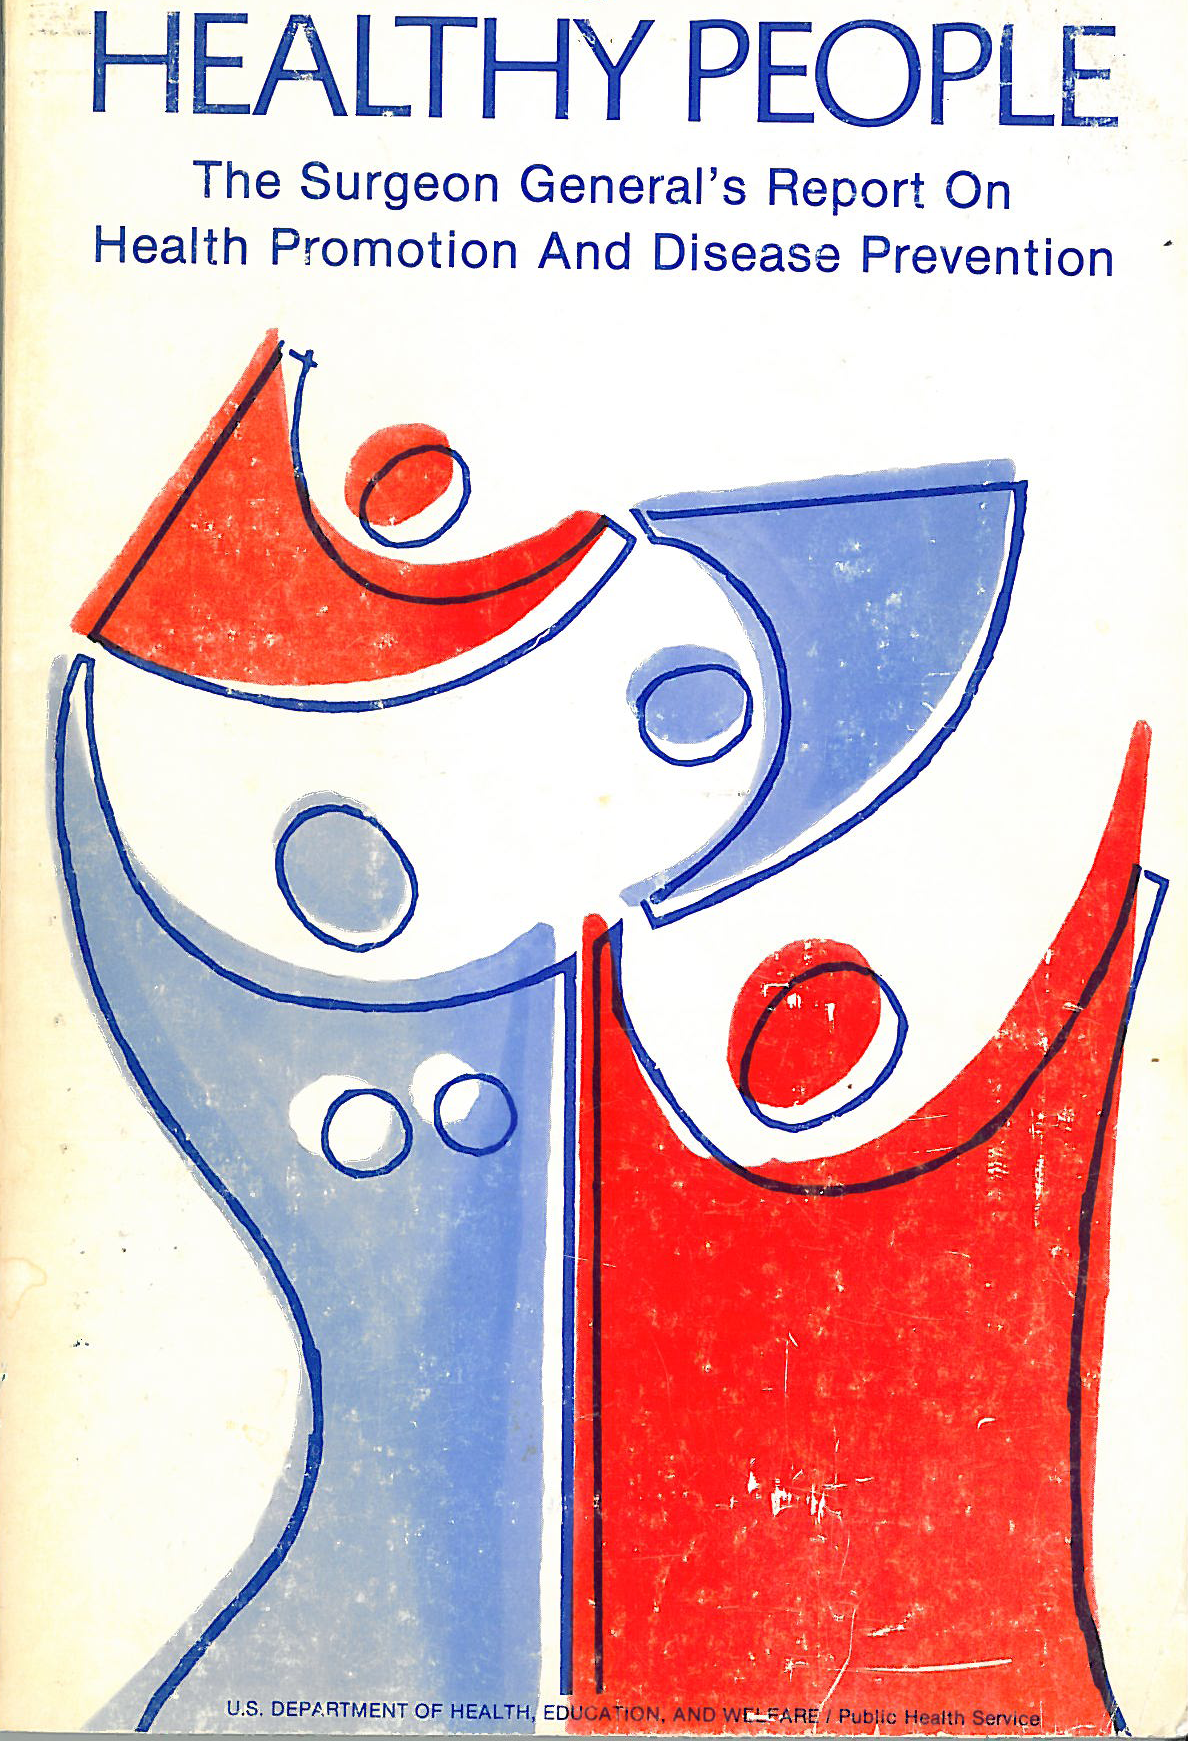 HEALTHY PEOPLE
The Surgeon General's Report On
Health Promotion And Disease Prevention
U.S. DEPARTMENT OF HEALTH, EDUCATION, AND WELFARE / Public Health Service